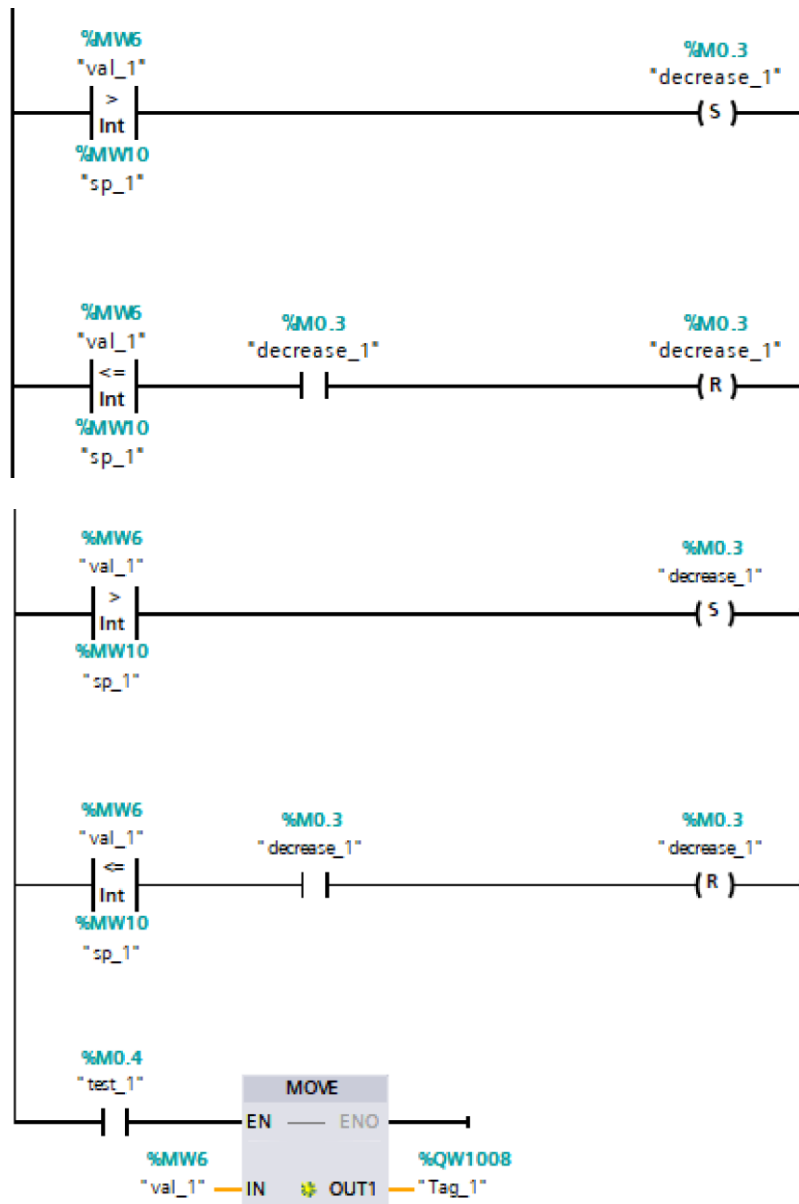 %MW6
"val_1"
>
Int
%MW10
"sp_1"
%M0.3
"decrease_1"
( S )
%MW6
"val_1"
<=
Int
%MW10
"sp_1"
%M0.3
"decrease_1"
%M0.3
"decrease_1"
( R )
%MW6
"val_1"
>
Int
%MW10
"sp_1"
%M0.3
"decrease_1"
( S )
%MW6
"val_1"
<=
Int
%MW10
"sp_1"
%M0.3
"decrease_1"
%M0.3
"decrease_1"
( R )
%M0.4
"test_1"
MOVE
EN ENO
%MW6
"val_1"
IN OUT1
%QW1008
"Tag_1"